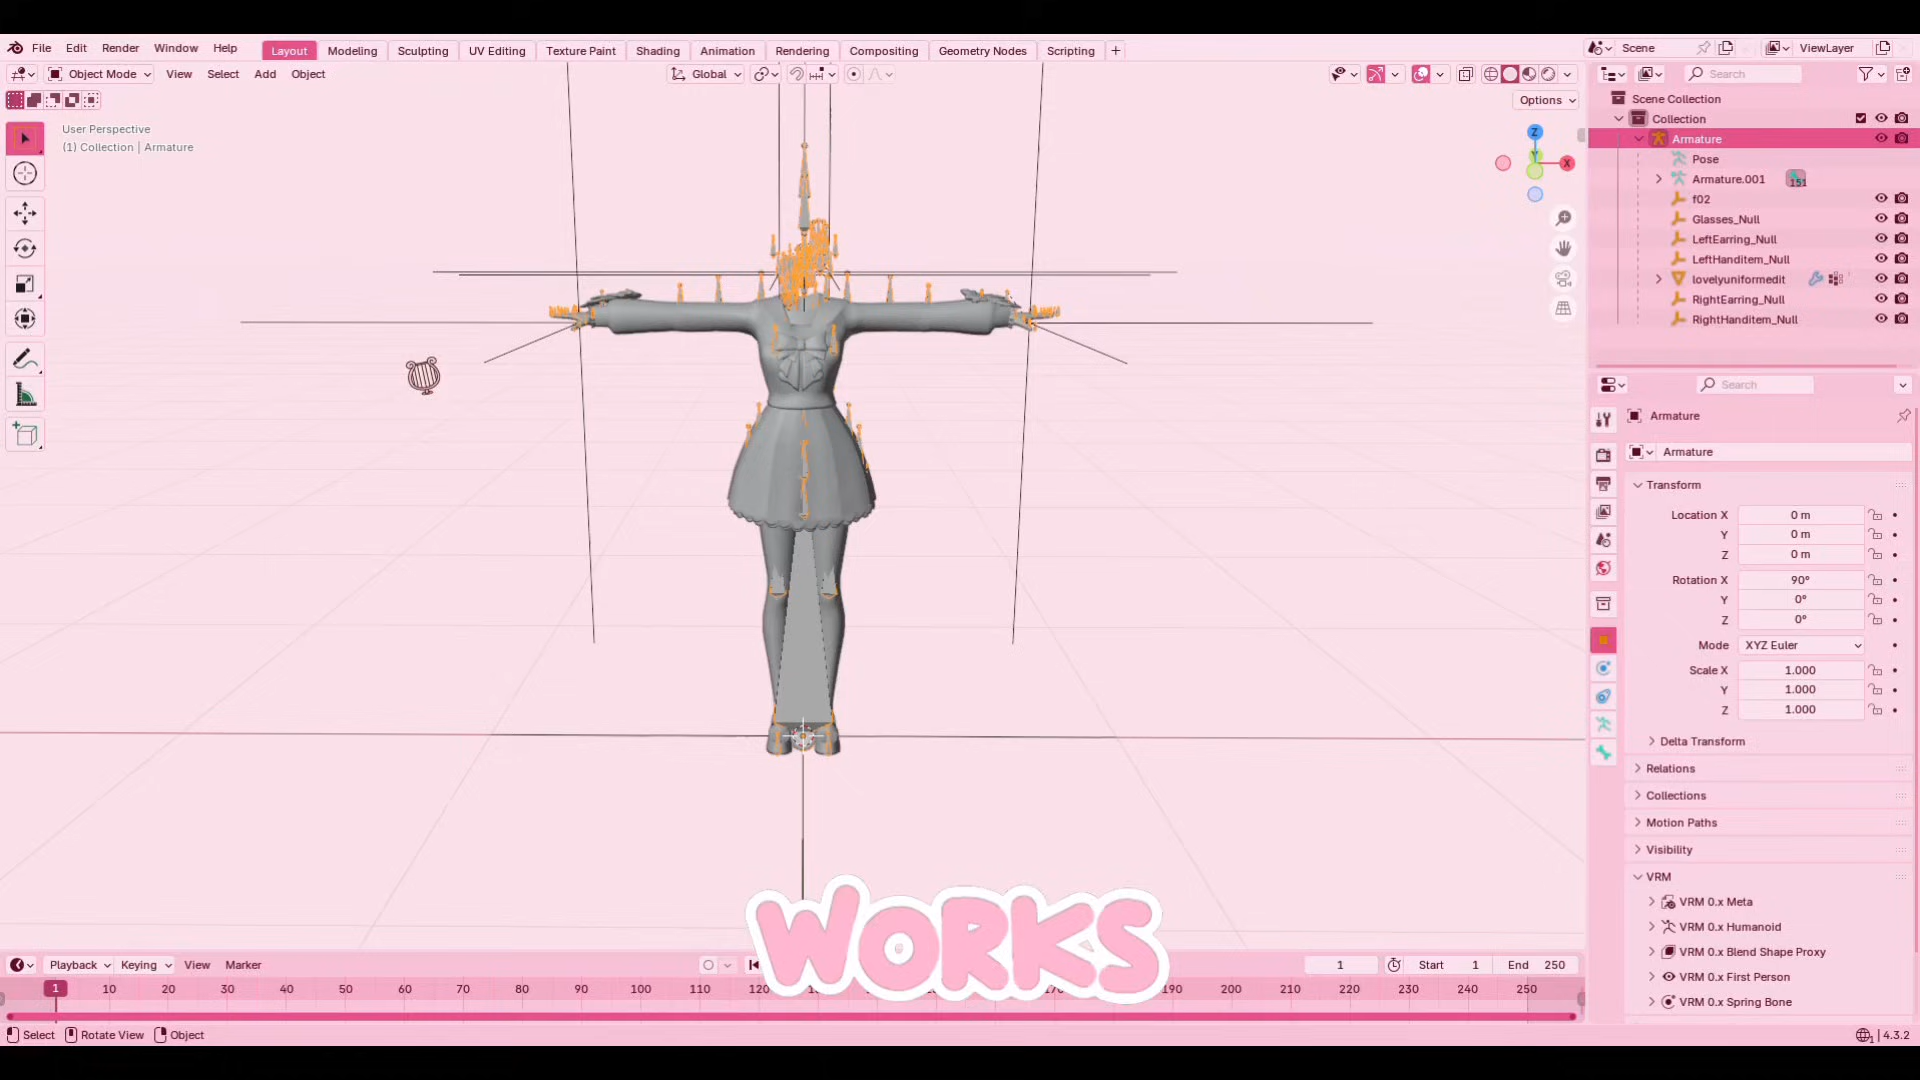 File Edit Render Window Help
Layout Modeling Sculpting UV Editing Texture Paint Shading Animation Rendering Compositing Geometry Nodes Scripting +
Scene
ViewLayer
Object Mode View Select Add Object
Global
Options
User Perspective
(1) Collection | Armature
Z
Y
X
Search
Scene Collection
Collection
Armature
Pose
Armature.001
151
f02
Glasses_Null
LeftEarring_Null
LeftHanditem_Null
lovelyuniformedit
RightEarring_Null
RightHanditem_Null
Search
Armature
Armature
Transform
Location X 0 m
Y 0 m
Z 0 m
Rotation X 90°
Y 0°
Z 0°
Mode XYZ Euler
Scale X 1.000
Y 1.000
Z 1.000
Delta Transform
Relations
Collections
Motion Paths
Visibility
VRM
VRM 0.x Meta
VRM 0.x Humanoid
VRM 0.x Blend Shape Proxy
VRM 0.x First Person
VRM 0.x Spring Bone
WORKS
Playback Keying View Marker
1 Start 1 End 250
1 10 20 30 40 50 60 70 80 90 100 110 120 190 200 210 220 230 240 250
Select Rotate View Object
4.3.2